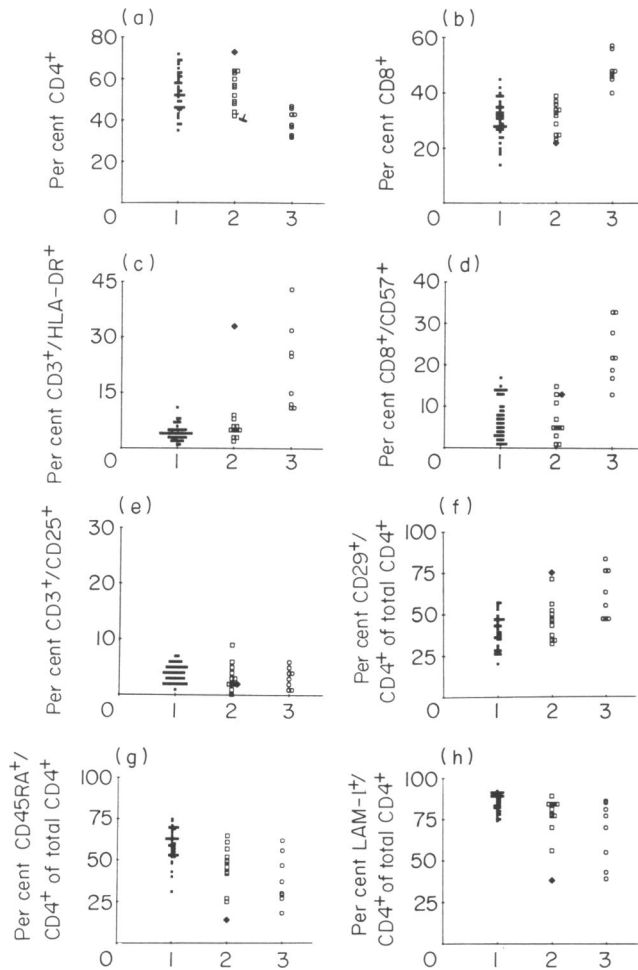 (a)
Per cent CD4+
80
60
40
20
0
1 2 3
(b)
Per cent CD8+
60
40
20
0
1 2 3
(c)
Per cent CD3+/HLA-DR+
45
30
15
0
1 2 3
(d)
Per cent CD8+/CD57+
40
30
20
10
0
1 2 3
(e)
Per cent CD3+/CD25+
30
20
10
0
1 2 3
(f)
Per cent CD29+/
CD4+ of total CD4+
100
75
50
25
0
1 2 3
(g)
Per cent CD45RA+/
CD4+ of total CD4+
100
75
50
25
0
1 2 3
(h)
Per cent LAM-1+/
CD4+ of total CD4+
100
75
50
25
0
1 2 3